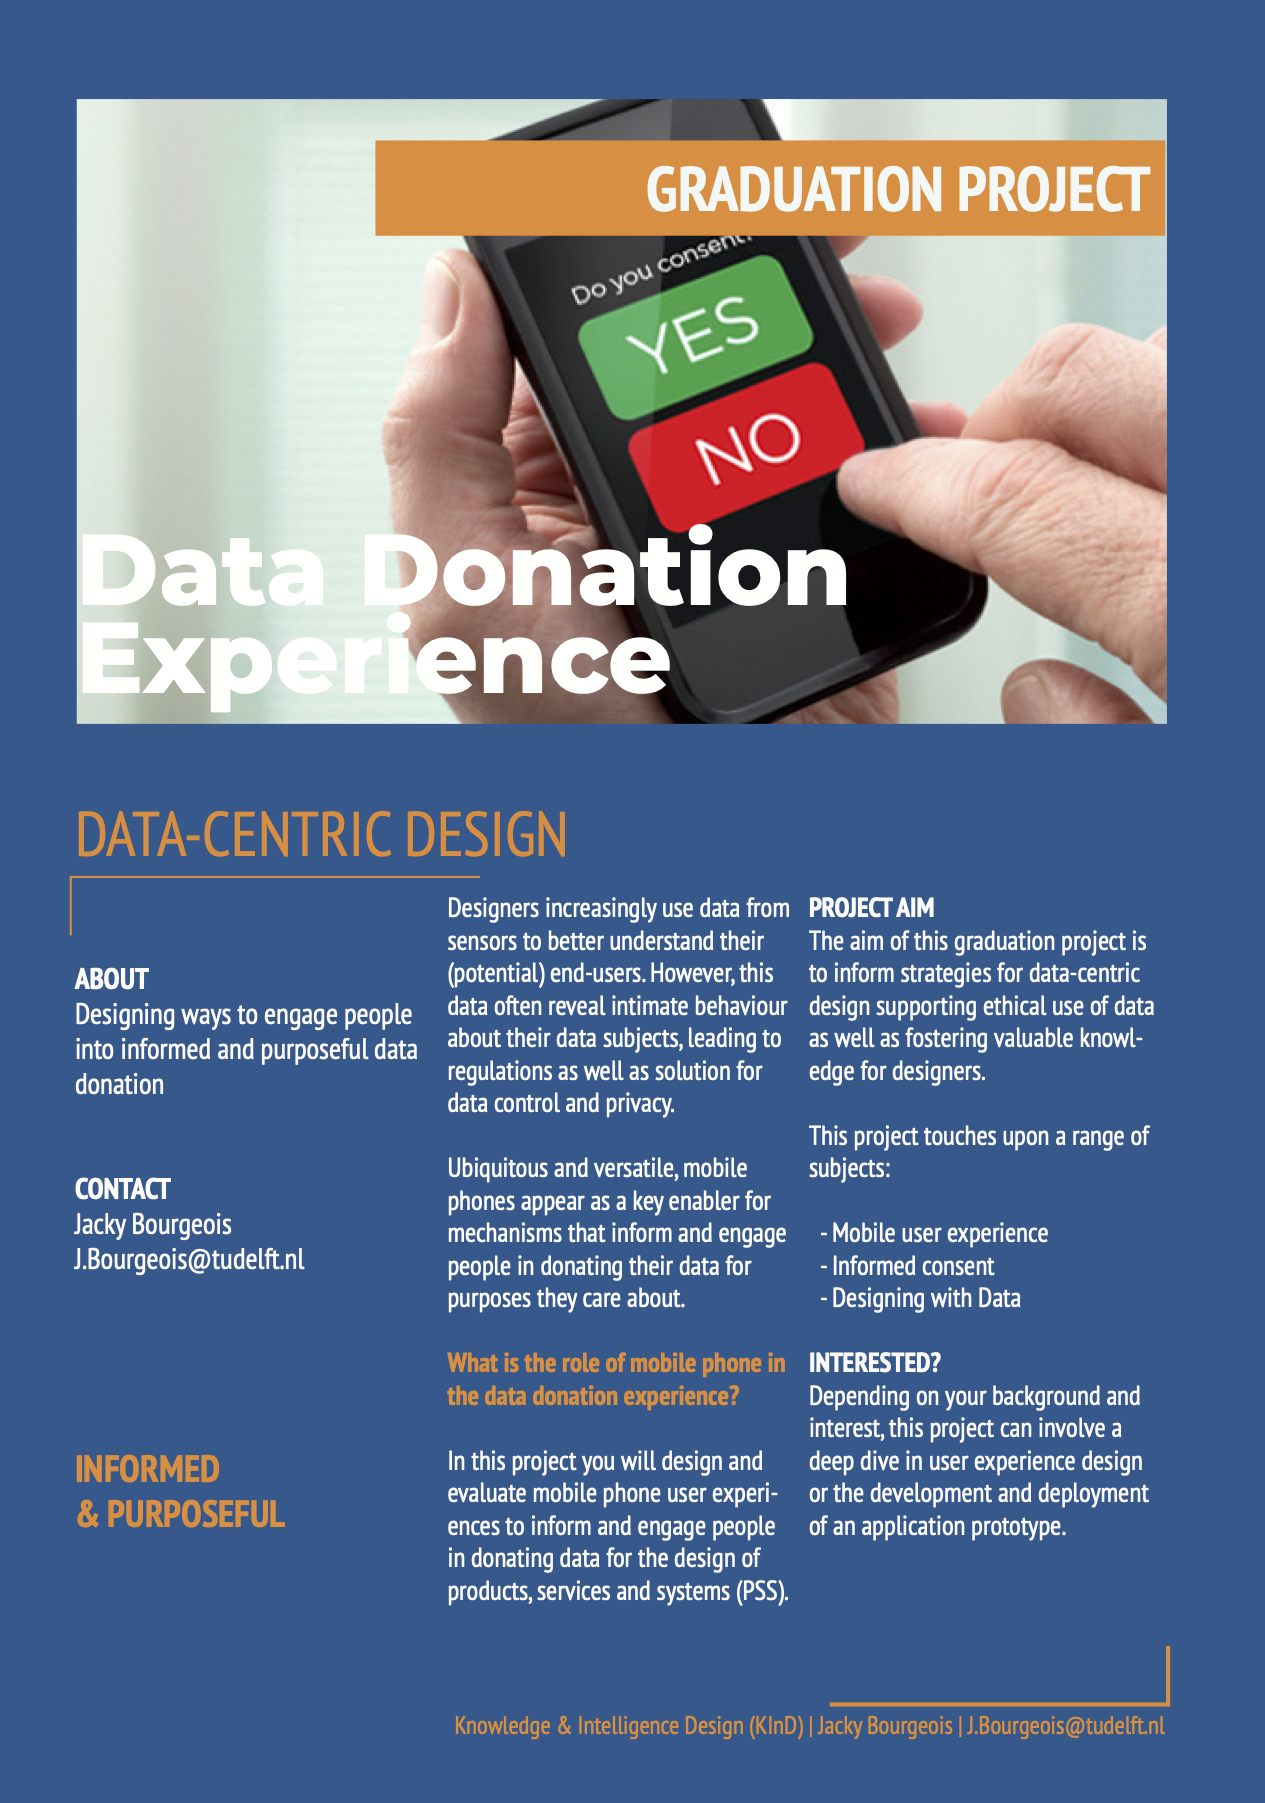 GRADUATION PROJECT
Do you consent?
YES
NO
Data Donation
Experience
DATA-CENTRIC DESIGN
ABOUT
Designing ways to engage people
into informed and purposeful data
donation
CONTACT
Jacky Bourgeois
J.Bourgeois@tudelft.nl
INFORMED
& PURPOSEFUL
Designers increasingly use data from
sensors to better understand their
(potential) end-users. However, this
data often reveal intimate behaviour
about their data subjects, leading to
regulations as well as solution for
data control and privacy.
Ubiquitous and versatile, mobile
phones appear as a key enabler for
mechanisms that inform and engage
people in donating their data for
purposes they care about.
What is the role of mobile phone in
the data donation experience?
In this project you will design and
evaluate mobile phone user experi-
ences to inform and engage people
in donating data for the design of
products, services and systems (PSS).
PROJECT AIM
The aim of this graduation project is
to inform strategies for data-centric
design supporting ethical use of data
as well as fostering valuable knowl-
edge for designers.
This project touches upon a range of
subjects:
- Mobile user experience
- Informed consent
- Designing with Data
INTERESTED?
Depending on your background and
interest, this project can involve a
deep dive in user experience design
or the development and deployment
of an application prototype.
Knowledge & Intelligence Design (KInD) | Jacky Bourgeois | J.Bourgeois@tudelft.nl